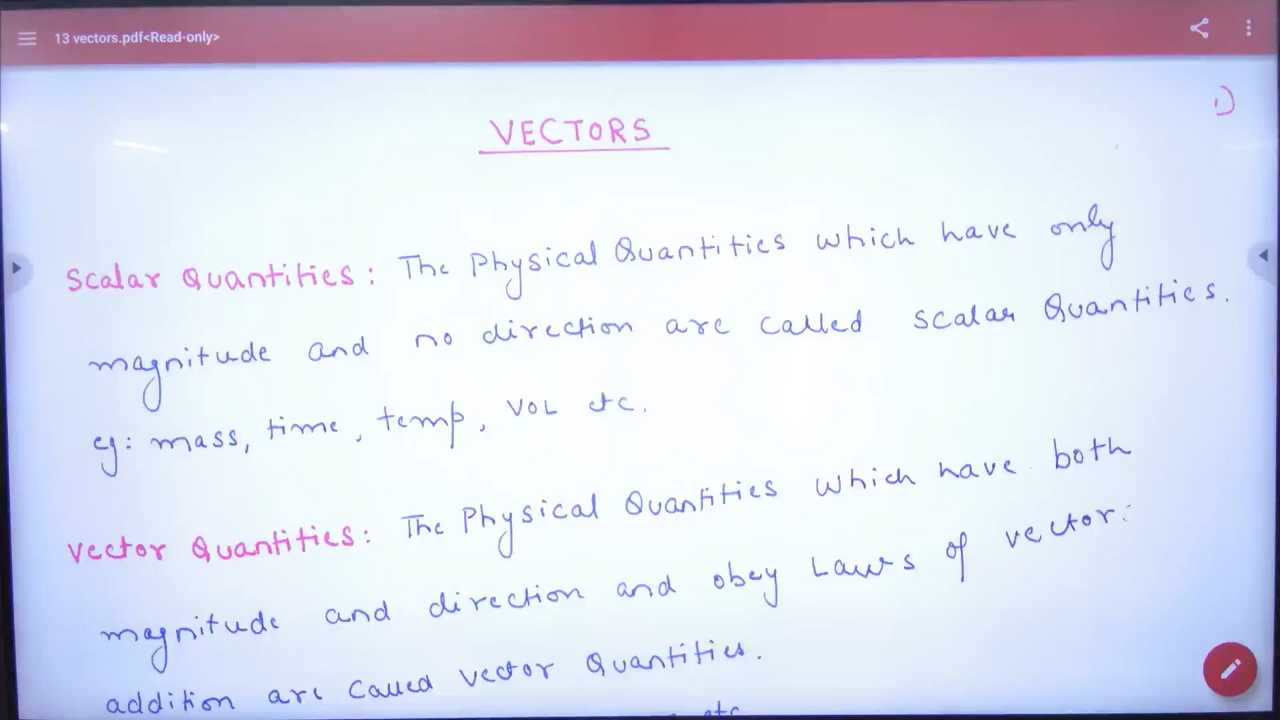 13 vectors.pdf<Read-only>
1)
VECTORS
Scalar Quantities: The Physical Quantities which have only
magnitude and no direction are called scalar Quantities.
eg: mass, time, temp, VOL etc.
Vector Quantities: The Physical Quantities which have both
magnitude and direction and obey Laws of vector
addition are called vector Quantities.
etc